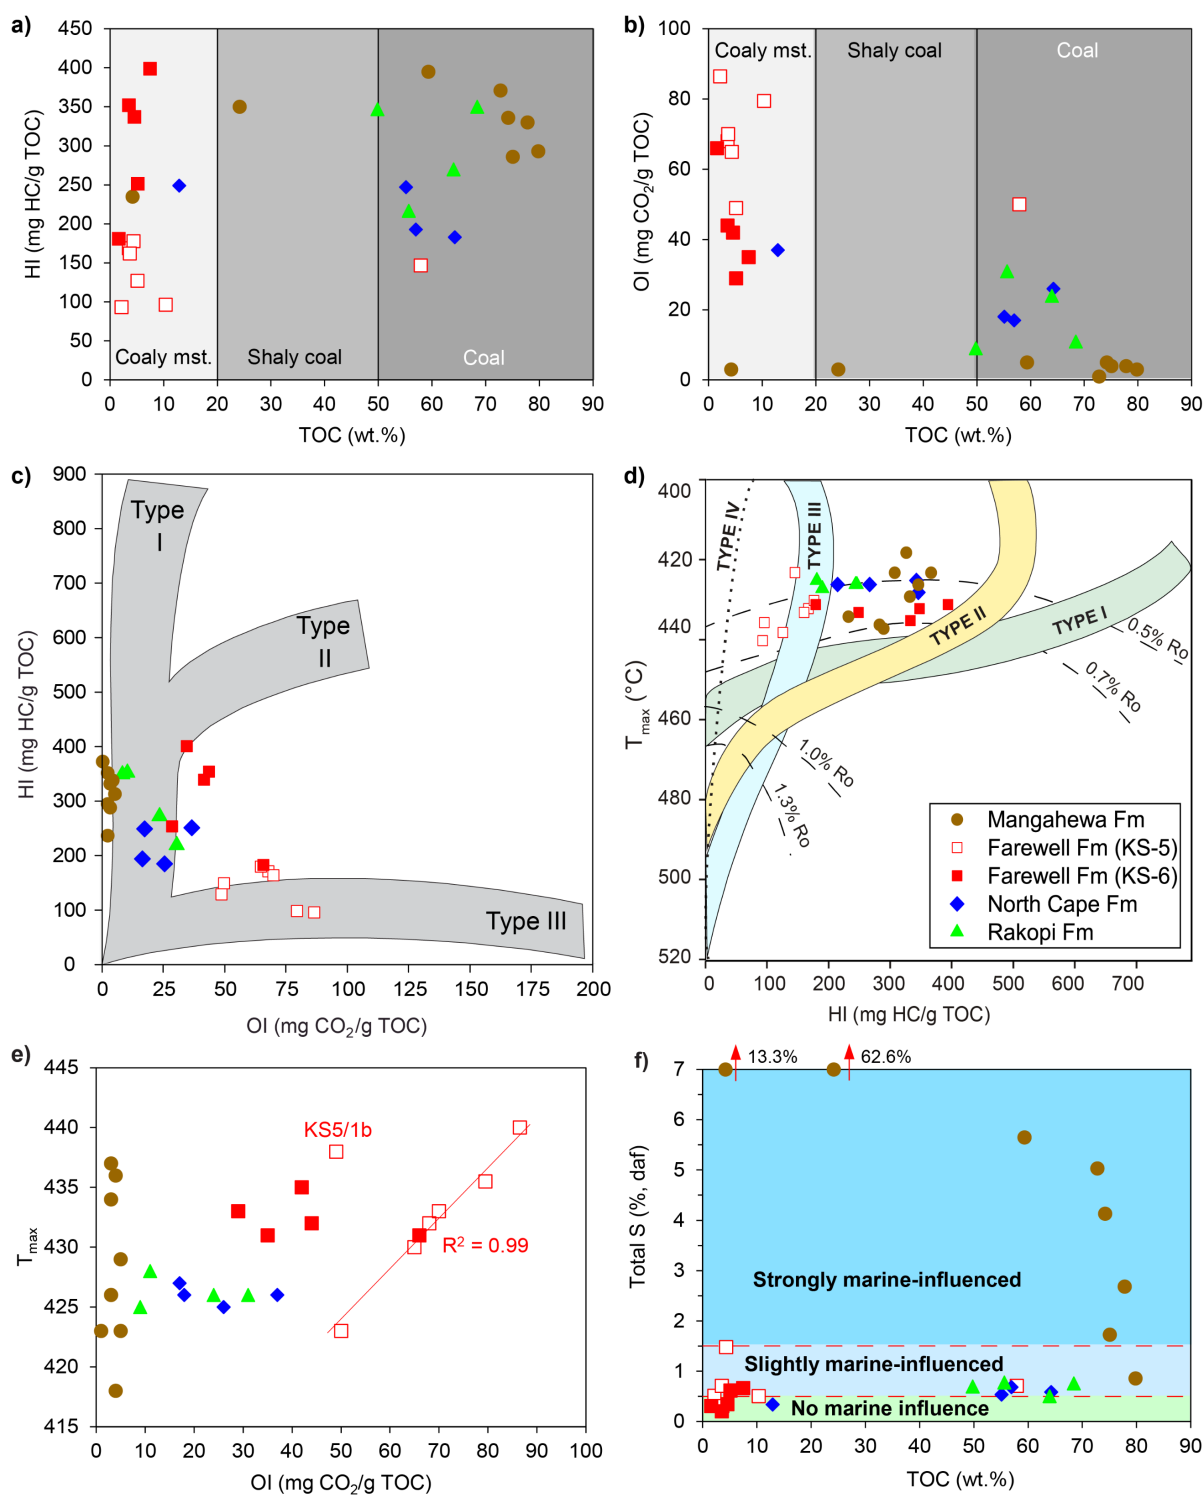 a)
450
400
350
300
250
200
150
100
50
0
HI (mg HC/g TOC)
Coaly mst.
Shaly coal
Coal
0 10 20 30 40 50 60 70 80 90
TOC (wt.%)
b)
100
80
60
40
20
0
OI (mg CO₂/g TOC)
Coaly mst.
Shaly coal
Coal
0 10 20 30 40 50 60 70 80 90
TOC (wt.%)
c)
900
800
700
600
500
400
300
200
100
0
HI (mg HC/g TOC)
Type
I
Type
II
Type III
0 25 50 75 100 125 150 175 200
OI (mg CO₂/g TOC)
d)
400
420
440
460
480
500
520
Tmax (°C)
TYPE IV
TYPE III
TYPE II
TYPE I
0.5% Ro
0.7% Ro
1.0% Ro
1.3% Ro
Mangahewa Fm
Farewell Fm (KS-5)
Farewell Fm (KS-6)
North Cape Fm
Rakopi Fm
0 100 200 300 400 500 600 700
HI (mg HC/g TOC)
e)
445
440
435
430
425
420
415
Tmax
KS5/1b
R² = 0.99
0 10 20 30 40 50 60 70 80 90 100
OI (mg CO₂/g TOC)
f)
13.3%
62.6%
7
6
5
4
3
2
1
0
Total S (%, daf)
Strongly marine-influenced
Slightly marine-influenced
No marine influence
0 10 20 30 40 50 60 70 80 90
TOC (wt.%)